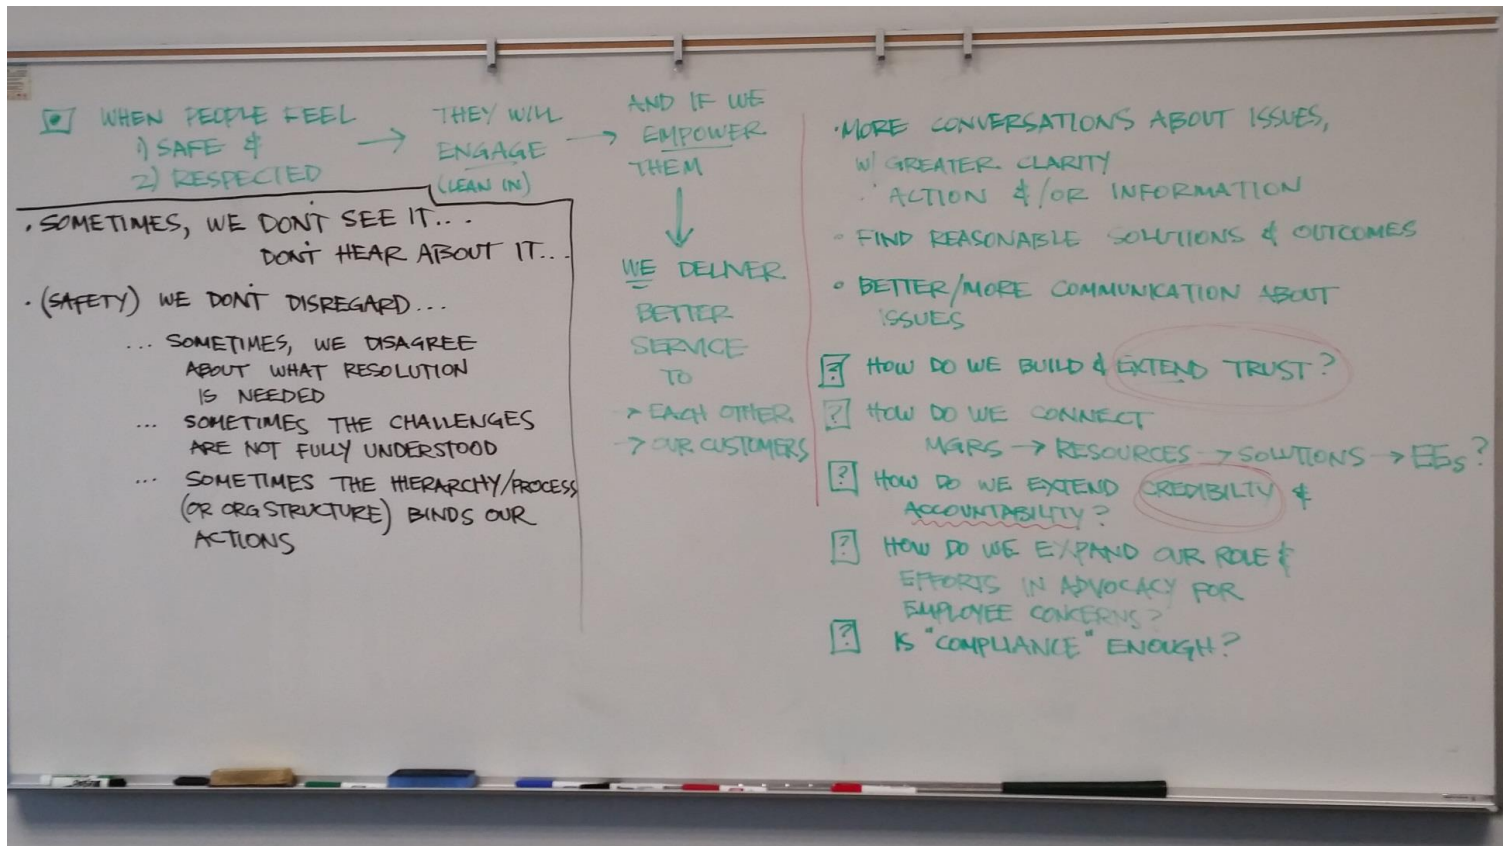 WHEN PEOPLE FEEL
1) SAFE &
2) RESPECTED
→
THEY WILL
ENGAGE
(LEAN IN)
→
AND IF WE
EMPOWER
THEM
↓
WE DELIVER
BETTER
SERVICE
TO
→ EACH OTHER
→ OUR CUSTOMERS
· SOMETIMES, WE DON'T SEE IT...
DON'T HEAR ABOUT IT...
· (SAFETY) WE DON'T DISREGARD...
... SOMETIMES, WE DISAGREE
ABOUT WHAT RESOLUTION
IS NEEDED
... SOMETIMES THE CHALLENGES
ARE NOT FULLY UNDERSTOOD
... SOMETIMES THE HIERARCHY/PROCESS
(OR ORG STRUCTURE) BINDS OUR
ACTIONS
· MORE CONVERSATIONS ABOUT ISSUES,
W/ GREATER CLARITY
· ACTION &/OR INFORMATION
· FIND REASONABLE SOLUTIONS & OUTCOMES
· BETTER/MORE COMMUNICATION ABOUT
ISSUES
? HOW DO WE BUILD & EXTEND TRUST?
? HOW DO WE CONNECT
MGRS → RESOURCES → SOLUTIONS → EEs?
? HOW DO WE EXTEND CREDIBILTY &
ACCOUNTABILITY?
? HOW DO WE EXPAND OUR ROLE &
EFFORTS IN ADVOCACY FOR
EMPLOYEE CONCERNS?
? IS "COMPLIANCE" ENOUGH?